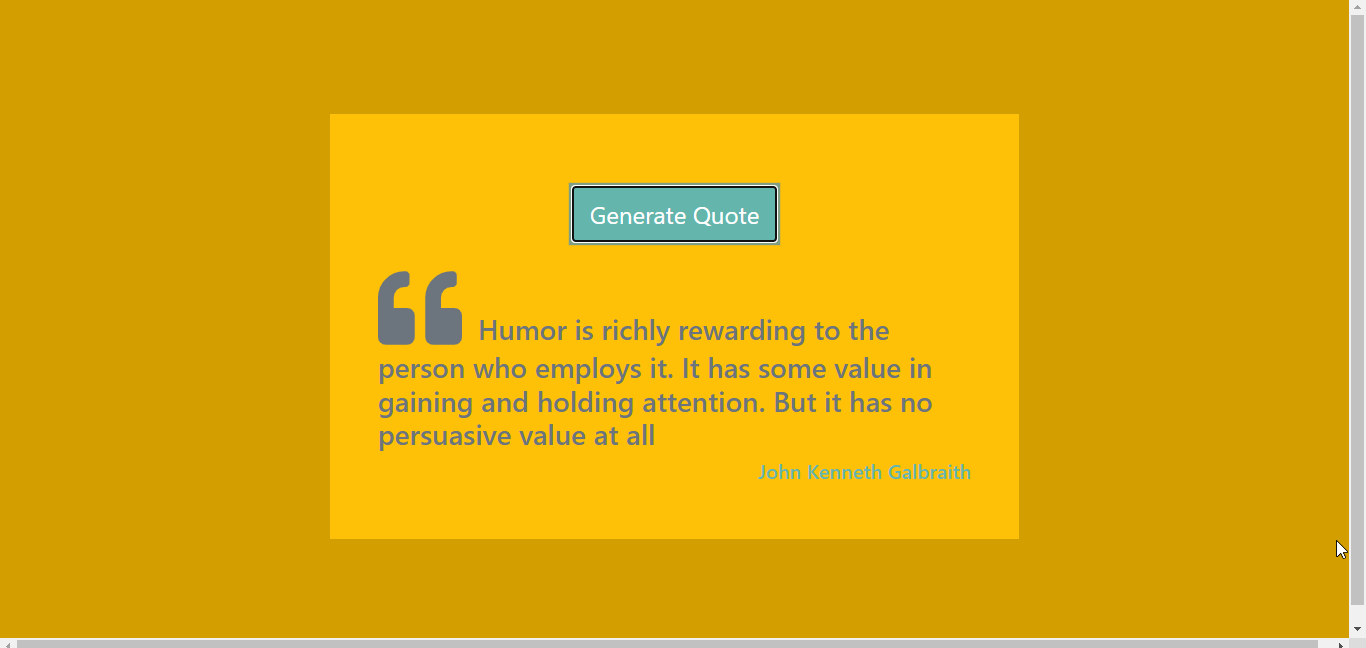 Generate Quote
Humor is richly rewarding to the
person who employs it. It has some value in
gaining and holding attention. But it has no
persuasive value at all
John Kenneth Galbraith